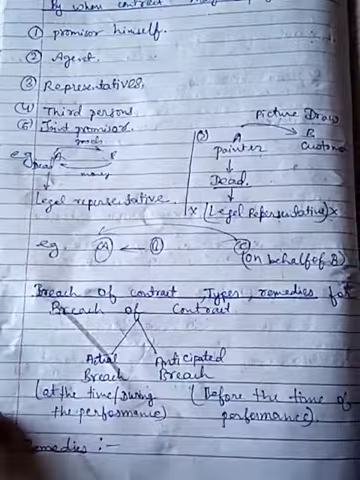 By whom contract
① promisor himself.
② Agent.
③ Representatives.
④ Third person
⑤ Joint promisors.
goods
eg A
Dead
money
Legal representative.
Picture Draw
A B
painter Customer
Dead
X (Legal Representative) X
eg. A C
(on behalf of B)
Breach of contract, Types, remedies for
Breach of Contract
Actual Anticipated
Breach Breach
(at the time/During (Before the time of
the performance) performance).
Remedies :-